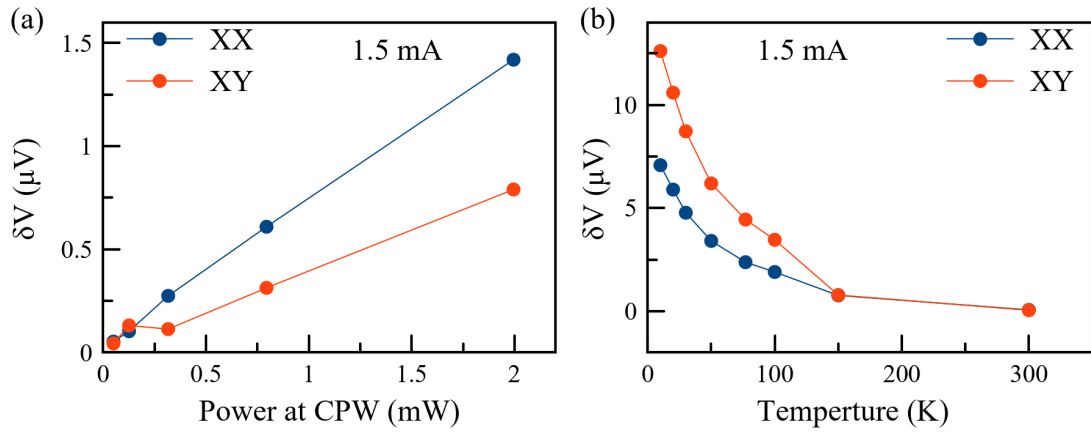 (a)
XX
XY
1.5 mA
δV (μV)
1.5
1
0.5
0
0
0.5
1
1.5
2
Power at CPW (mW)
(b)
1.5 mA
XX
XY
δV (μV)
10
5
0
0
100
200
300
Temperture (K)